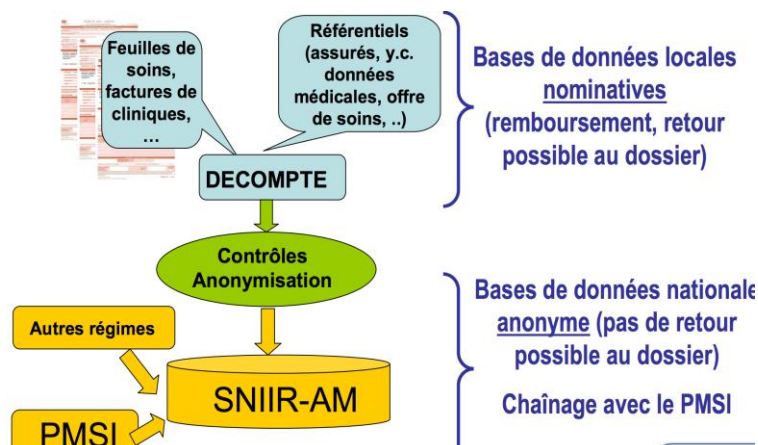 Feuilles de
soins,
factures de
cliniques,
...
Référentiels
(assurés, y.c.
données
médicales, offre
de soins, ..)
DECOMPTE
Bases de données locales
nominatives
(remboursement, retour
possible au dossier)
Contrôles
Anonymisation
Autres régimes
SNIIR-AM
PMSI
Bases de données nationale
anonyme (pas de retour
possible au dossier)
Chaînage avec le PMSI